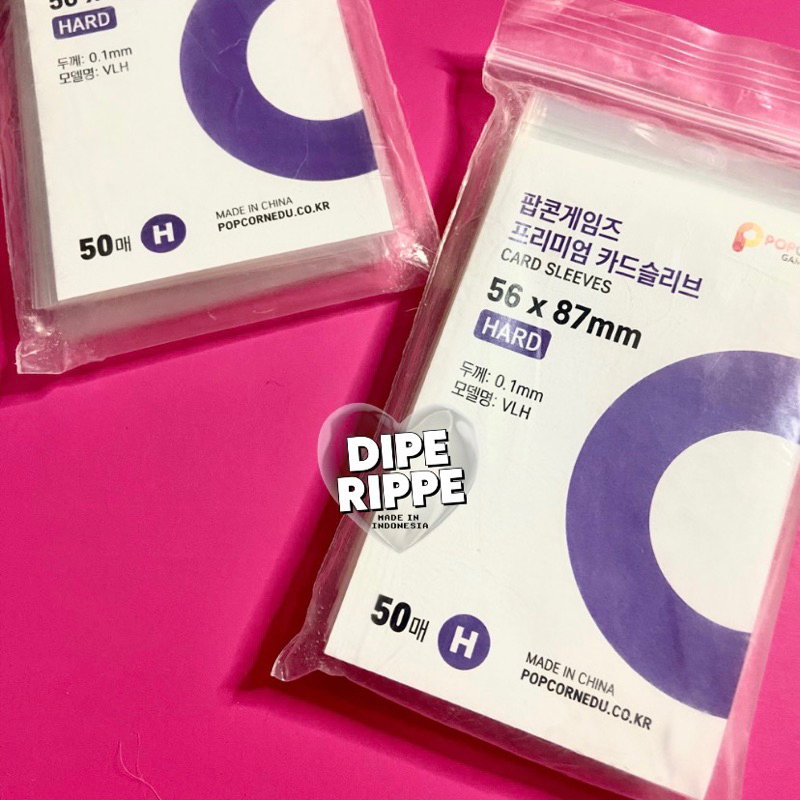 HARD
두께: 0.1mm
모델명: VLH
50매
H
MADE IN CHINA
POPCORNEDU.CO.KR
팝콘게임즈
프리미엄 카드슬리브
CARD SLEEVES
56 x 87mm
HARD
두께: 0.1mm
모델명: VLH
50매
H
MADE IN CHINA
POPCORNEDU.CO.KR
DIPE
RIPPE
MADE IN
INDONESIA